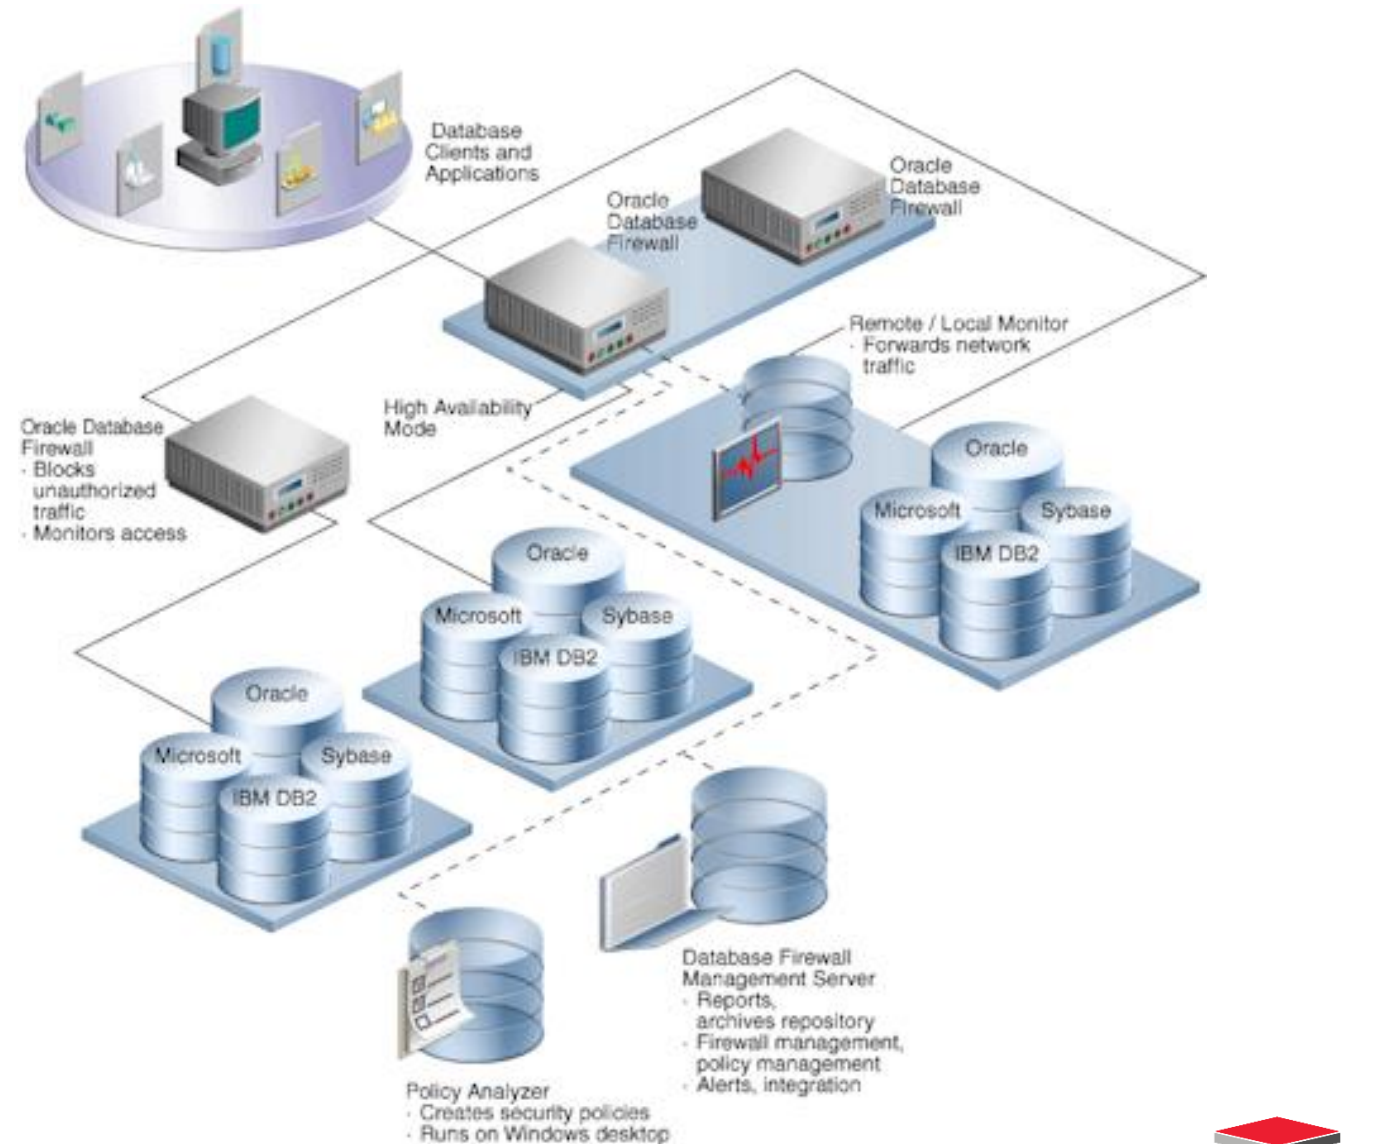 Database
Clients and
Applications
Oracle
Database
Firewall
Oracle
Database
Firewall
Remote / Local Monitor
· Forwards network
traffic
High Availability
Mode
Oracle Database
Firewall
· Blocks
unauthorized
traffic
· Monitors access
Oracle
Microsoft
Sybase
IBM DB2
Oracle
Microsoft
Sybase
IBM DB2
Oracle
Microsoft
Sybase
IBM DB2
Database Firewall
Management Server
· Reports,
archives repository
· Firewall management,
policy management
· Alerts, integration
Policy Analyzer
· Creates security policies
· Runs on Windows desktop